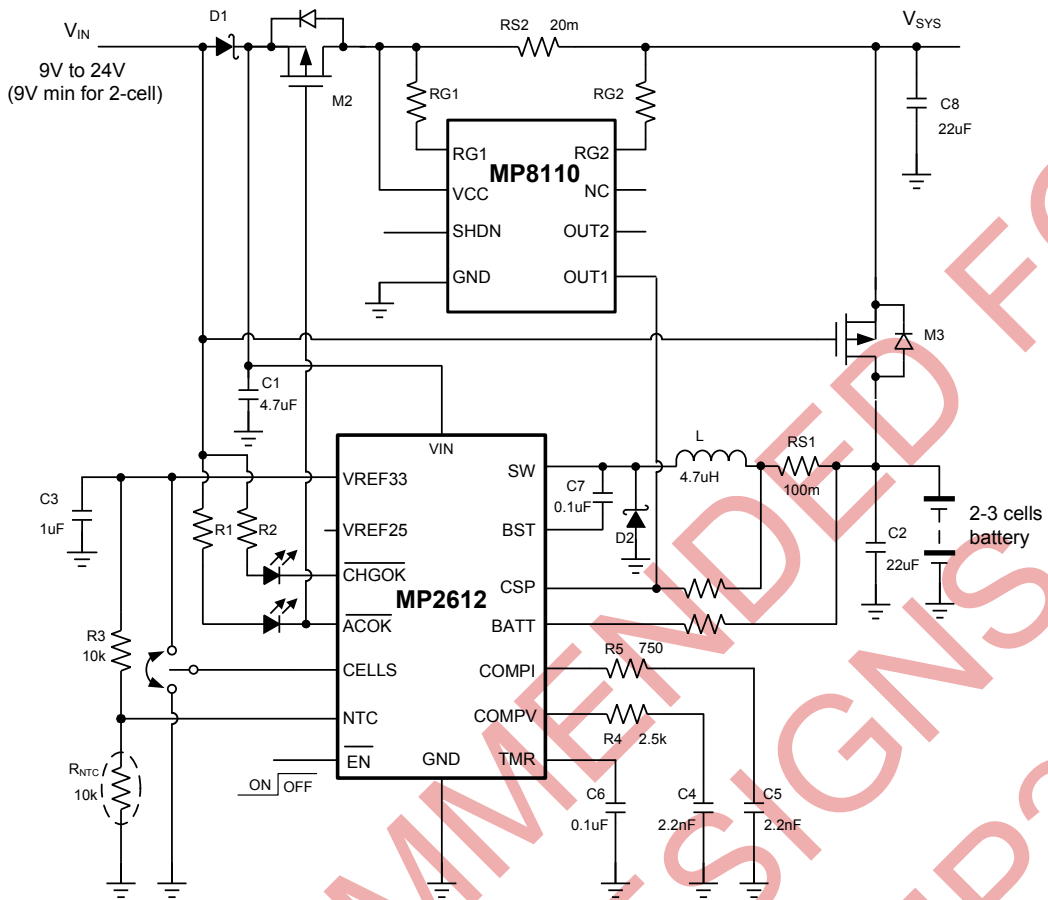 D1
V_IN
RS2 20m
V_SYS
9V to 24V
(9V min for 2-cell)
M2
RG1
RG2
C8
22uF
MP8110
RG1
RG2
VCC
NC
SHDN
OUT2
GND
OUT1
M3
C1
4.7uF
VIN
L
4.7uH
RS1
100m
SW
C7
0.1uF
BST
D2
C3
1uF
VREF33
VREF25
R1
R2
2-3 cells
battery
C2
22uF
CHGOK
CSP
MP2612
ACOK
BATT
R3
10k
CELLS
COMPI
R5 750
NTC
COMPV
R4 2.5k
R_NTC
10k
EN
GND
TMR
ON OFF
C6
0.1uF
C4
2.2nF
C5
2.2nF